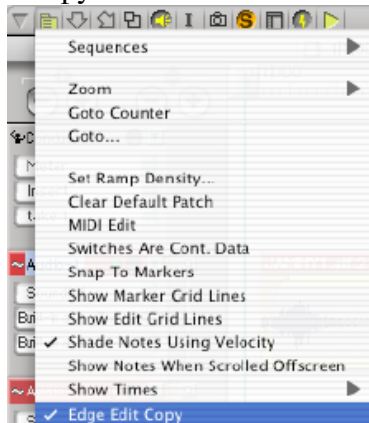 Sequences
Zoom
Goto Counter
Goto...
Set Ramp Density...
Clear Default Patch
MIDI Edit
Switches Are Cont. Data
Snap To Markers
Show Marker Grid Lines
Show Edit Grid Lines
Shade Notes Using Velocity
Show Notes When Scrolled Offscreen
Show Times
Edge Edit Copy